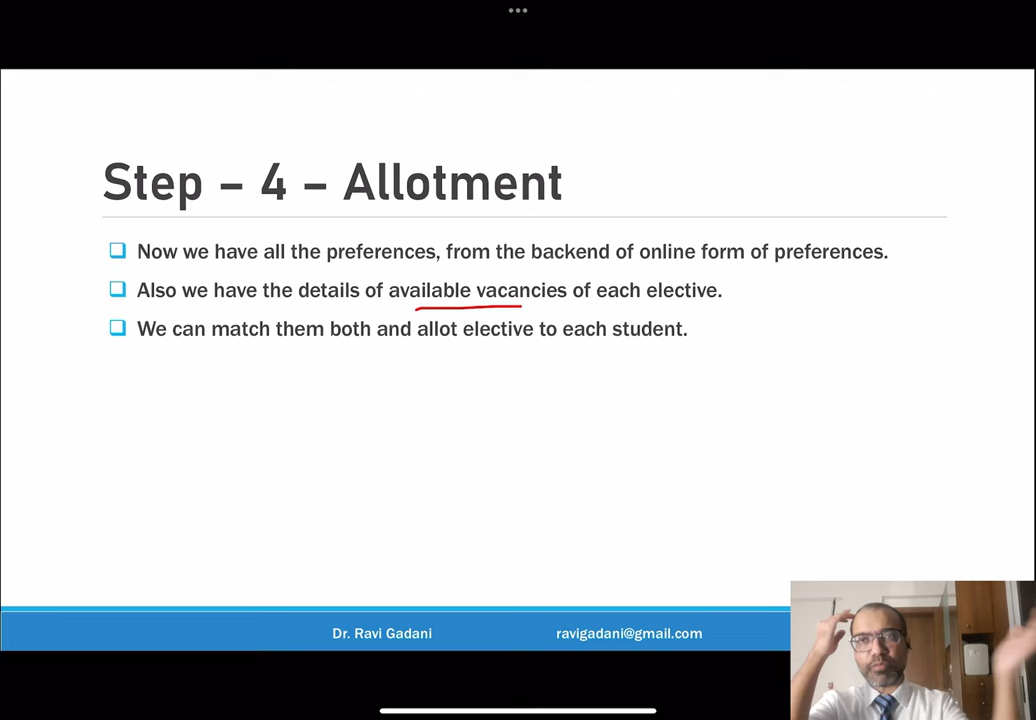 Step – 4 – Allotment
Now we have all the preferences, from the backend of online form of preferences.
Also we have the details of available vacancies of each elective.
We can match them both and allot elective to each student.
Dr. Ravi Gadani
ravigadani@gmail.com